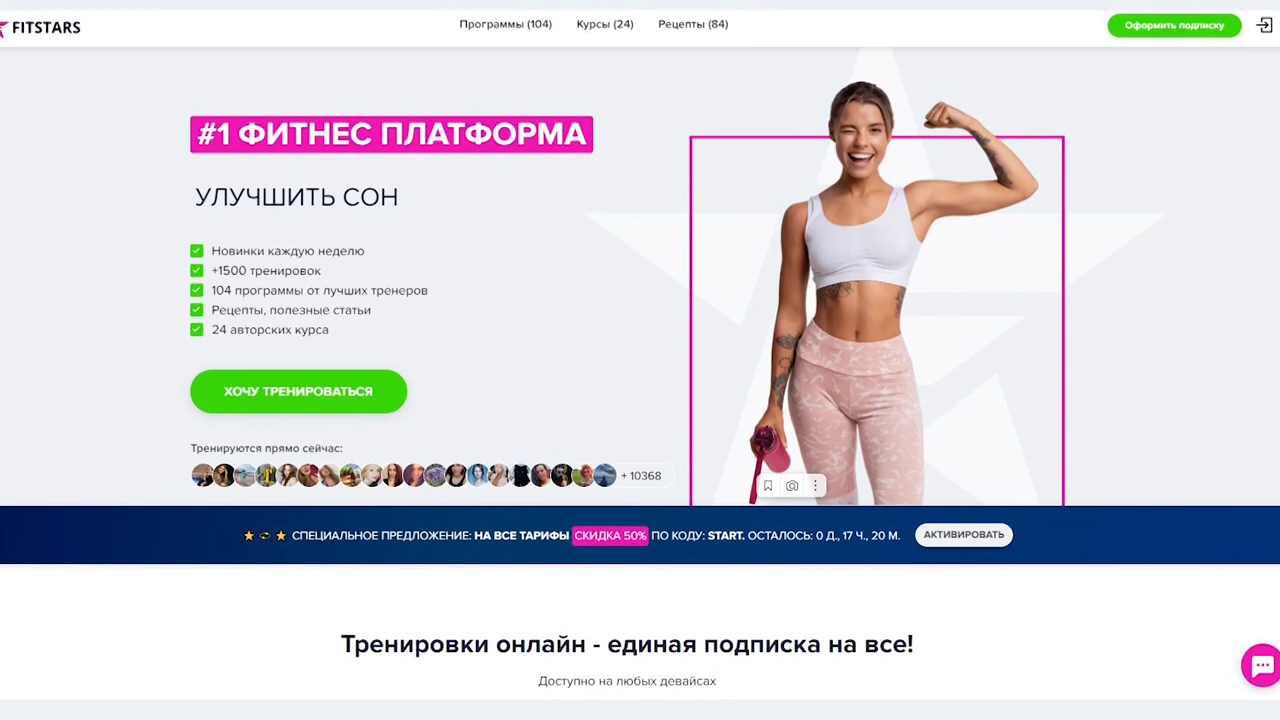 FITSTARS
Программы (104) Курсы (24) Рецепты (84)
Оформить подписку
#1 ФИТНЕС ПЛАТФОРМА
УЛУЧШИТЬ СОН
Новинки каждую неделю
+1500 тренировок
104 программы от лучших тренеров
Рецепты, полезные статьи
24 авторских курса
ХОЧУ ТРЕНИРОВАТЬСЯ
Тренируются прямо сейчас:
+ 10368
СПЕЦИАЛЬНОЕ ПРЕДЛОЖЕНИЕ: НА ВСЕ ТАРИФЫ СКИДКА 50% ПО КОДУ: START. ОСТАЛОСЬ: 0 Д., 17 Ч., 20 М.
АКТИВИРОВАТЬ
Тренировки онлайн - единая подписка на все!
Доступно на любых девайсах